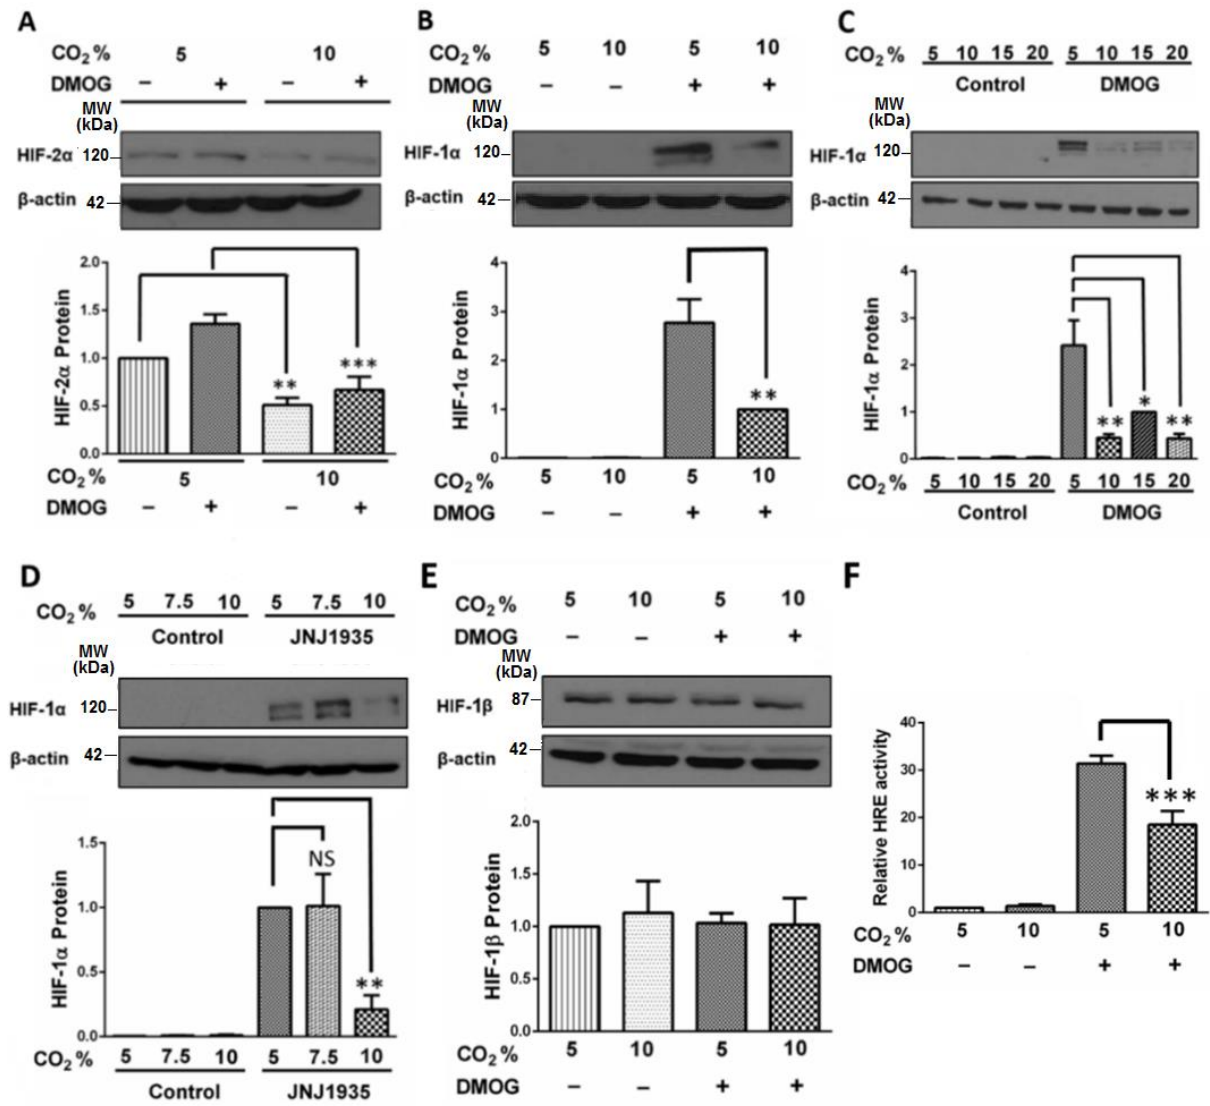 A
CO2 % 5 10
DMOG – + – +
MW
(kDa)
HIF-2α 120
β-actin 42
HIF-2α Protein
2.0
1.5
1.0
0.5
0.0
** ***
CO2 % 5 10
DMOG – + – +
B
CO2 % 5 10 5 10
DMOG – – + +
MW
(kDa)
HIF-1α 120
β-actin 42
HIF-1α Protein
4
3
2
1
0
**
CO2 % 5 10 5 10
DMOG – – + +
C
CO2 % 5 10 15 20 5 10 15 20
Control DMOG
MW
(kDa)
HIF-1α 120
β-actin 42
HIF-1α Protein
4
3
2
1
0
** * **
CO2 % 5 10 15 20 5 10 15 20
Control DMOG
D
CO2 % 5 7.5 10 5 7.5 10
Control JNJ1935
MW
(kDa)
HIF-1α 120
β-actin 42
HIF-1α Protein
1.5
1.0
0.5
0.0
NS
**
CO2 % 5 7.5 10 5 7.5 10
Control JNJ1935
E
CO2 % 5 10 5 10
DMOG – – + +
MW
(kDa)
HIF-1β 87
β-actin 42
HIF-1β Protein
2.0
1.5
1.0
0.5
0.0
CO2 % 5 10 5 10
DMOG – – + +
F
Relative HRE activity
40
30
20
10
0
***
CO2 % 5 10 5 10
DMOG – – + +